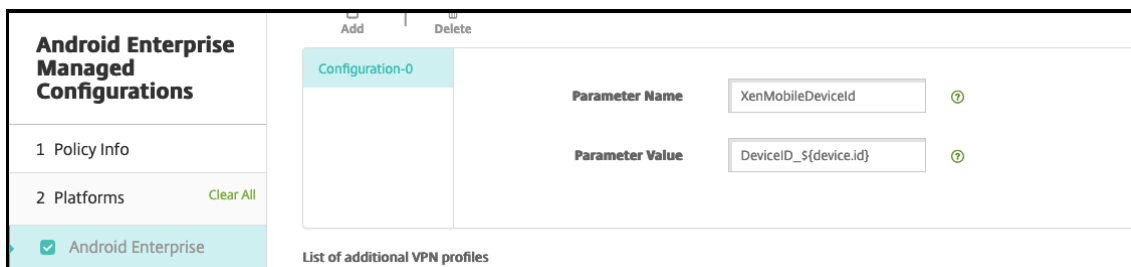 Add
Delete
Android Enterprise
Managed
Configurations
1 Policy Info
2 Platforms
Clear All
Android Enterprise
Configuration-0
Parameter Name
XenMobileDeviceId
Parameter Value
DeviceID_${device.id}
List of additional VPN profiles